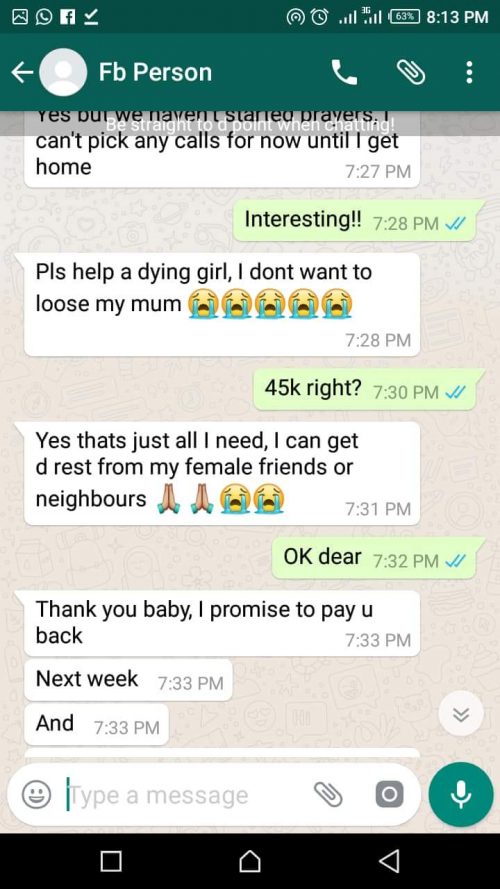 3G
63%
8:13 PM
Fb Person
Yes but we haven't started prayers. I
Be straight to d point when chatting!
can't pick any calls for now until I get
home
7:27 PM
Interesting!! 7:28 PM
Pls help a dying girl, I dont want to
loose my mum 😭😭😭😭😭
7:28 PM
45k right? 7:30 PM
Yes thats just all I need, I can get
d rest from my female friends or
neighbours 🙏🙏😭😭
7:31 PM
OK dear 7:32 PM
Thank you baby, I promise to pay u
back
7:33 PM
Next week 7:33 PM
And 7:33 PM
Type a message